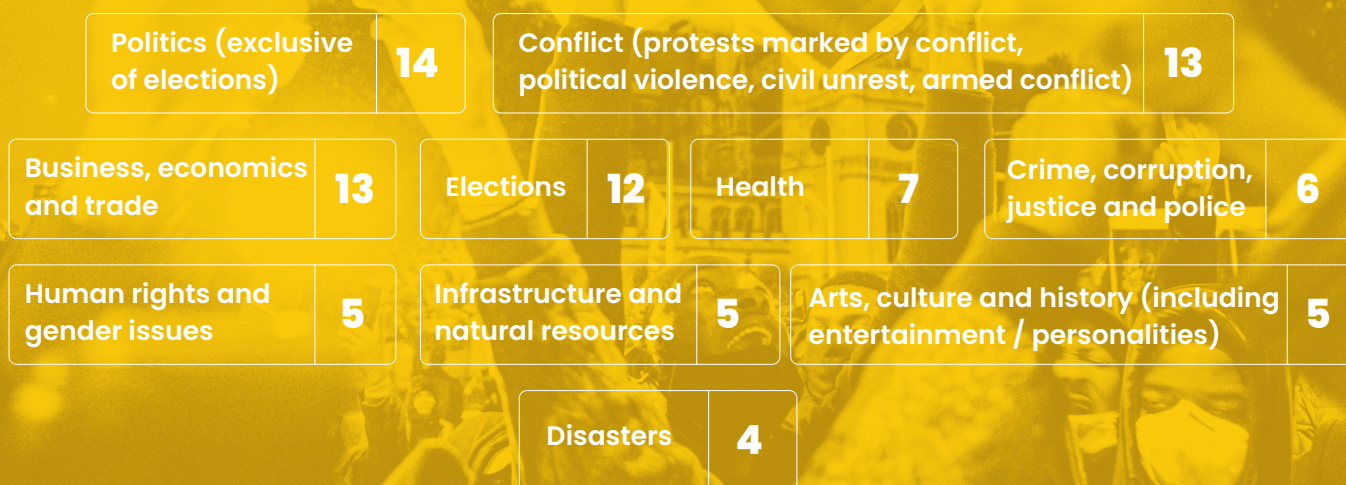 Politics (exclusive
of elections)
14
Conflict (protests marked by conflict,
political violence, civil unrest, armed conflict)
13
Business, economics
and trade
13
Elections
12
Health
7
Crime, corruption,
justice and police
6
Human rights and
gender issues
5
Infrastructure and
natural resources
5
Arts, culture and history (including
entertainment / personalities)
5
Disasters
4